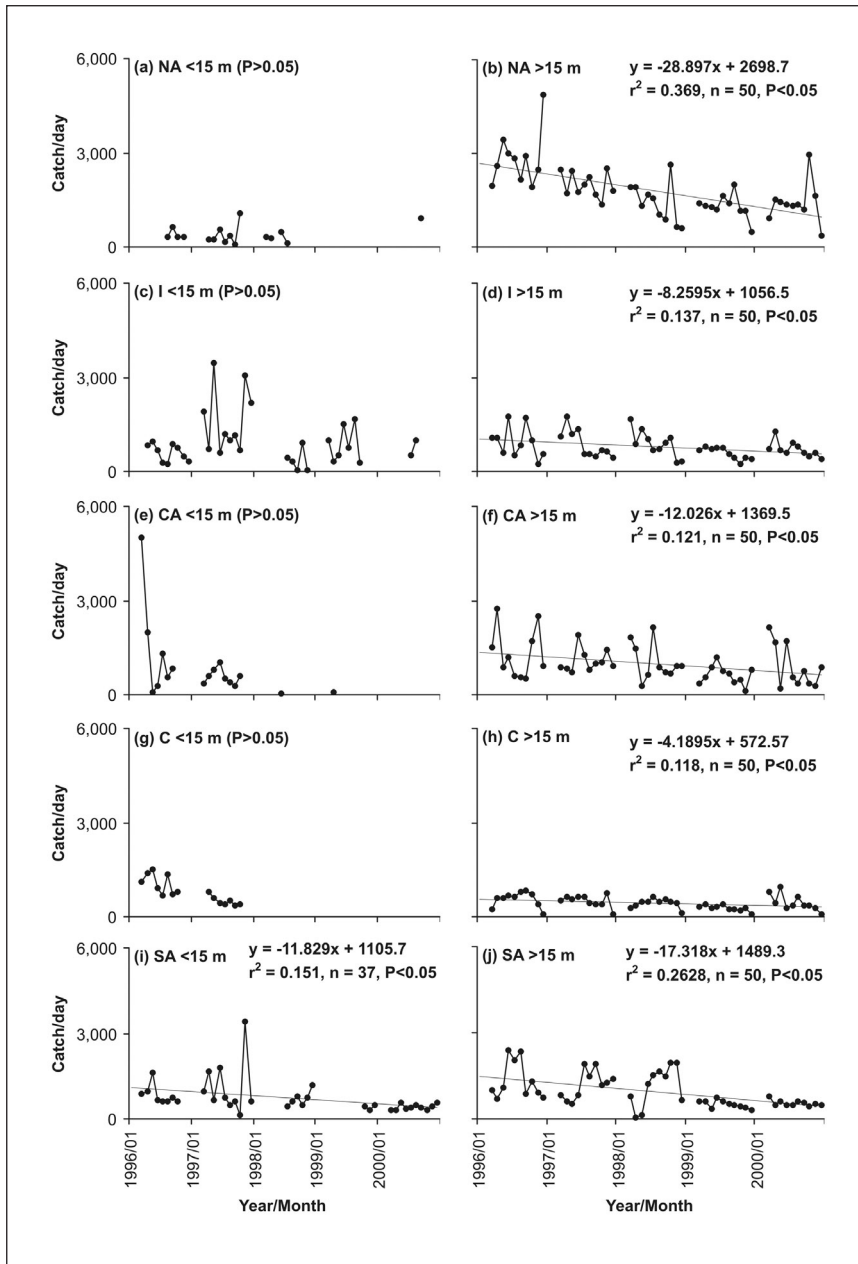 6,000
(a) NA <15 m (P>0.05)
Catch/day
3,000
0
(b) NA >15 m
y = -28.897x + 2698.7
r² = 0.369, n = 50, P<0.05
6,000
(c) I <15 m (P>0.05)
Catch/day
3,000
0
(d) I >15 m
y = -8.2595x + 1056.5
r² = 0.137, n = 50, P<0.05
6,000
(e) CA <15 m (P>0.05)
Catch/day
3,000
0
(f) CA >15 m
y = -12.026x + 1369.5
r² = 0.121, n = 50, P<0.05
6,000
(g) C <15 m (P>0.05)
Catch/day
3,000
0
(h) C >15 m
y = -4.1895x + 572.57
r² = 0.118, n = 50, P<0.05
6,000
(i) SA <15 m
y = -11.829x + 1105.7
r² = 0.151, n = 37, P<0.05
Catch/day
3,000
0
(j) SA >15 m
y = -17.318x + 1489.3
r² = 0.2628, n = 50, P<0.05
1996/01
1997/01
1998/01
1999/01
2000/01
Year/Month
1996/01
1997/01
1998/01
1999/01
2000/01
Year/Month